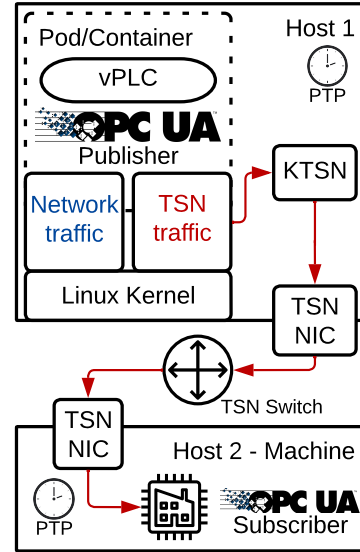 Pod/Container
Host 1
vPLC
PTP
OPC UA
Publisher
KTSN
Network
traffic
TSN
traffic
Linux Kernel
TSN
NIC
TSN Switch
TSN
NIC
Host 2 - Machine
PTP
OPC UA
Subscriber